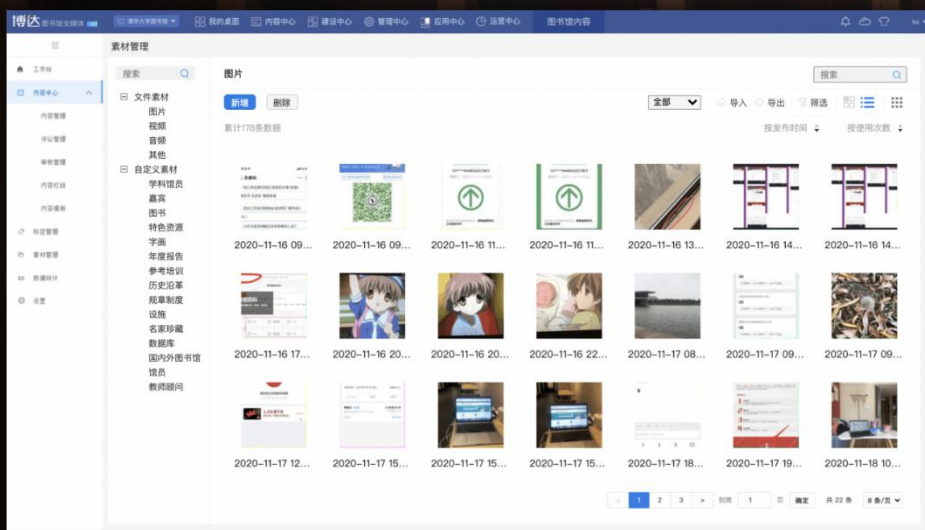 博达 图书馆全媒体
清华大学图书馆
我的桌面 内容中心 建设中心 管理中心 应用中心 运营中心 图书馆内容
素材管理
工作台
内容中心
内容管理
评论管理
审核管理
内容栏目
内容模板
标签管理
素材管理
数据统计
设置
搜索
文件素材
图片
视频
音频
其他
自定义素材
学科馆员
嘉宾
图书
特色资源
字画
年度报告
参考培训
历史沿革
规章制度
设施
名家珍藏
数据库
国内外图书馆
馆员
教师顾问
图片
搜索
新增 删除
全部 导入 导出 筛选
累计178条数据
按发布时间 按使用次数
2020-11-16 09... 2020-11-16 09... 2020-11-16 11... 2020-11-16 11... 2020-11-16 13... 2020-11-16 14... 2020-11-16 14...
2020-11-16 17... 2020-11-16 20... 2020-11-16 20... 2020-11-16 22... 2020-11-17 08... 2020-11-17 09... 2020-11-17 09...
2020-11-17 12... 2020-11-17 15... 2020-11-17 15... 2020-11-17 15... 2020-11-17 18... 2020-11-17 19... 2020-11-18 10...
< 1 2 3 > 到第 1 页 确定 共 22 条 8 条/页